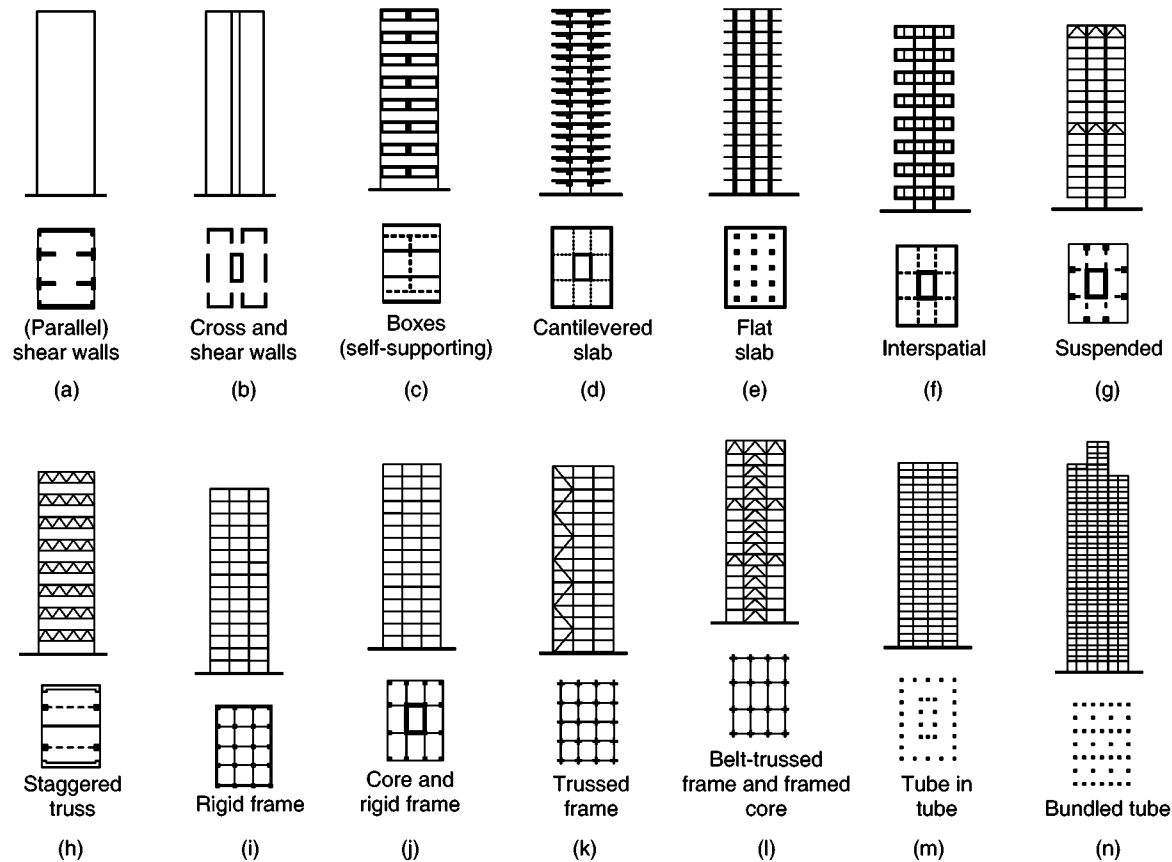 (Parallel)
shear walls
(a)
Cross and
shear walls
(b)
Boxes
(self-supporting)
(c)
Cantilevered
slab
(d)
Flat
slab
(e)
Interspatial
(f)
Suspended
(g)
Staggered
truss
(h)
Rigid frame
(i)
Core and
rigid frame
(j)
Trussed
frame
(k)
Belt-trussed
frame and framed
core
(l)
Tube in
tube
(m)
Bundled tube
(n)